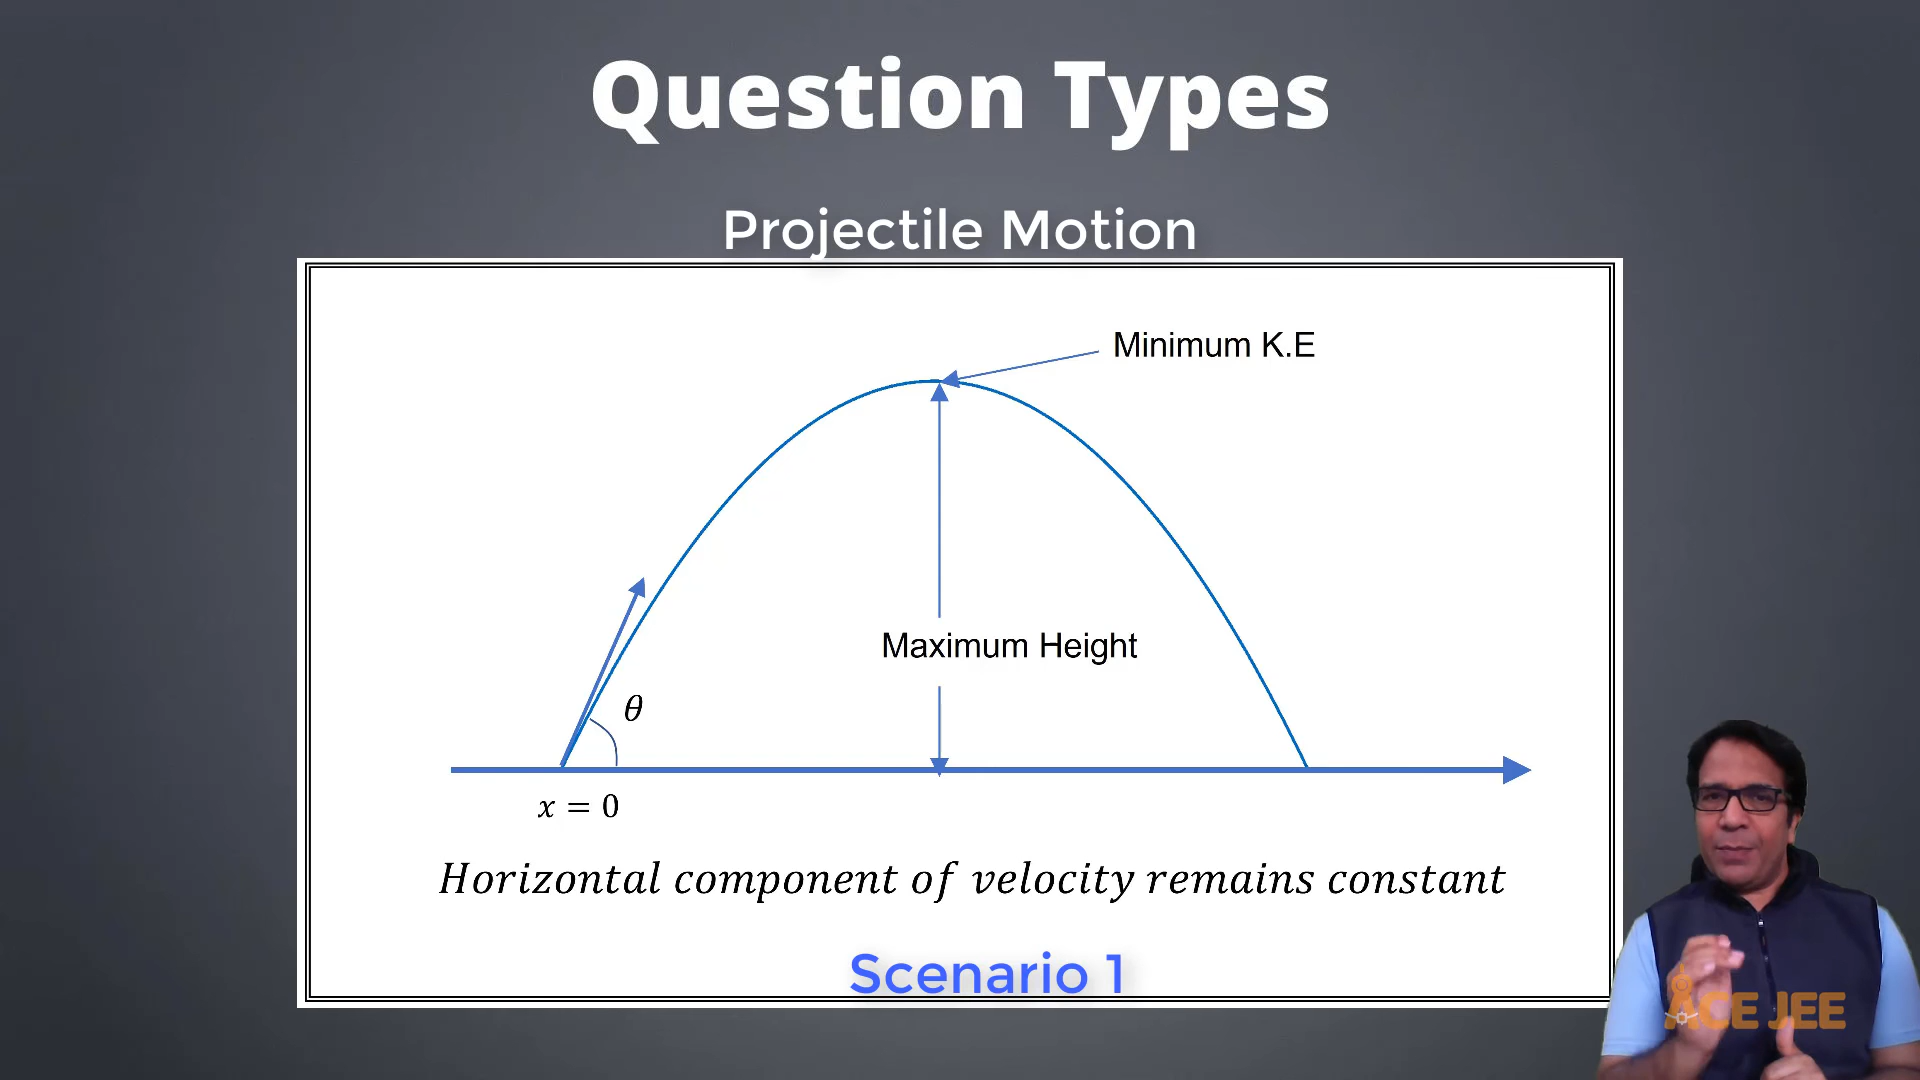 Question Types
Projectile Motion
Minimum K.E
Maximum Height
θ
x = 0
Horizontal component of velocity remains constant
Scenario 1
ACE JEE